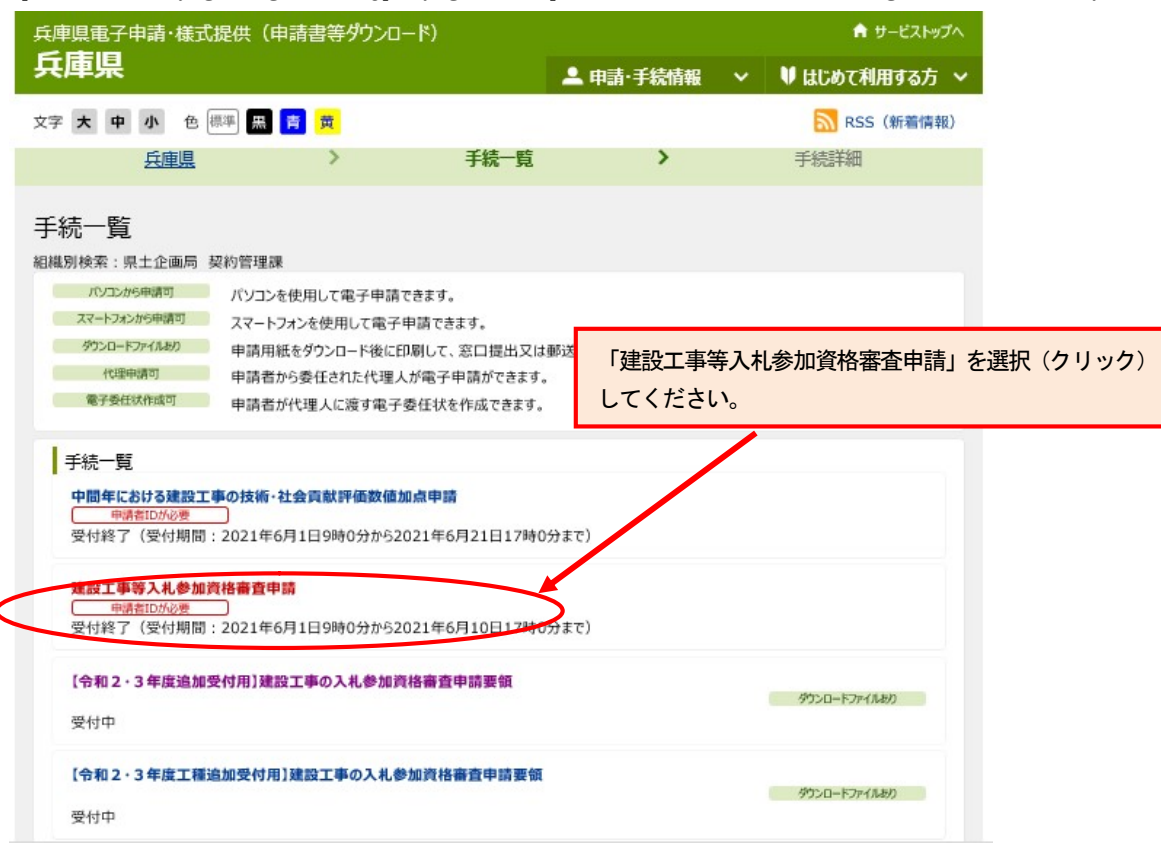 兵庫県電子申請・様式提供（申請書等ダウンロード）
サービストップへ
兵庫県
申請・手続情報
はじめて利用する方
文字 大 中 小 色 標準 黒 青 黄
RSS（新着情報）
兵庫県 > 手続一覧 > 手続詳細
手続一覧
組織別検索：県土企画局 契約管理課
パソコンから申請可 パソコンを使用して電子申請できます。
スマートフォンから申請可 スマートフォンを使用して電子申請できます。
ダウンロードファイルあり 申請用紙をダウンロード後に印刷して、窓口提出又は郵送
代理申請可 申請者から委任された代理人が電子申請ができます。
電子委任状作成可 申請者が代理人に渡す電子委任状を作成できます。
「建設工事等入札参加資格審査申請」を選択（クリック）
してください。
手続一覧
中間年における建設工事の技術・社会貢献評価数値加点申請
申請者IDが必要
受付終了（受付期間：2021年6月1日9時0分から2021年6月21日17時0分まで）
建設工事等入札参加資格審査申請
申請者IDが必要
受付終了（受付期間：2021年6月1日9時0分から2021年6月10日17時0分まで）
【令和２・３年度追加受付用】建設工事の入札参加資格審査申請要領
ダウンロードファイルあり
受付中
【令和２・３年度工種追加受付用】建設工事の入札参加資格審査申請要領
ダウンロードファイルあり
受付中